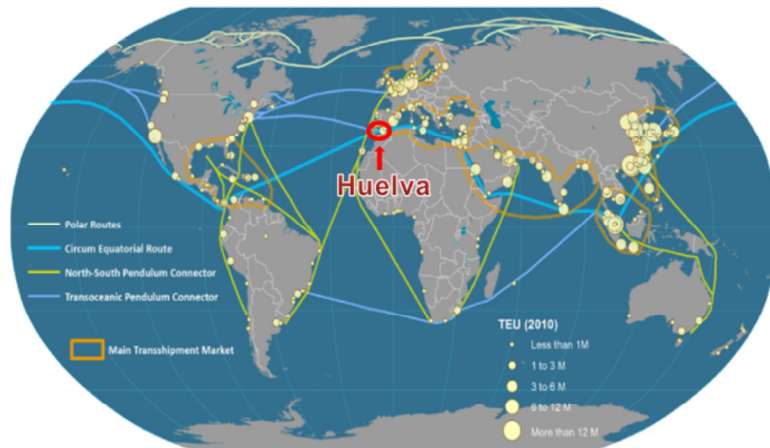 Huelva
Polar Routes
Circum Equatorial Route
North-South Pendulum Connector
Transoceanic Pendulum Connector
Main Transshipment Market
TEU (2010)
Less than 1M
1 to 3 M
3 to 6 M
6 to 12 M
More than 12 M